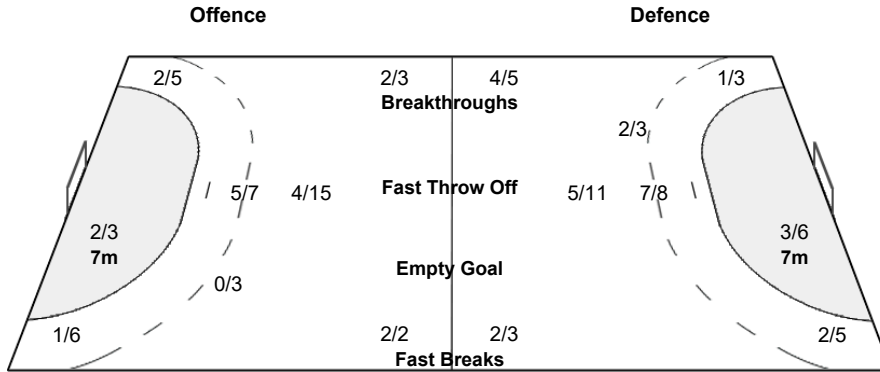 Offence Defence
2/5 2/3 4/5 1/3
Breakthroughs
2/3
5/7 4/15 Fast Throw Off 5/11 7/8
2/3 3/6
7m 7m
Empty Goal
0/3
1/6 2/2 2/3 2/5
Fast Breaks